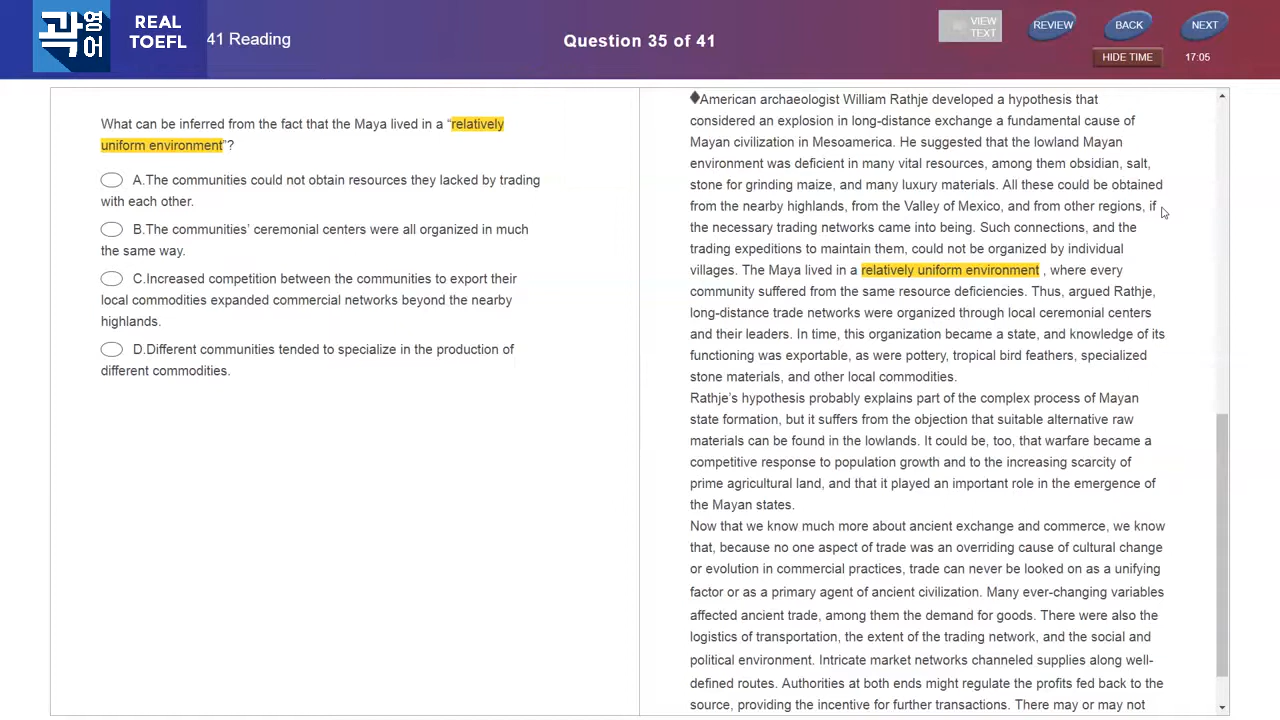 곽영어
REAL
TOEFL
41 Reading
Question 35 of 41
VIEW
TEXT
REVIEW
BACK
NEXT
HIDE TIME
17:05
What can be inferred from the fact that the Maya lived in a “relatively
uniform environment”?
A.The communities could not obtain resources they lacked by trading
with each other.
B.The communities’ ceremonial centers were all organized in much
the same way.
C.Increased competition between the communities to export their
local commodities expanded commercial networks beyond the nearby
highlands.
D.Different communities tended to specialize in the production of
different commodities.
♦American archaeologist William Rathje developed a hypothesis that
considered an explosion in long-distance exchange a fundamental cause of
Mayan civilization in Mesoamerica. He suggested that the lowland Mayan
environment was deficient in many vital resources, among them obsidian, salt,
stone for grinding maize, and many luxury materials. All these could be obtained
from the nearby highlands, from the Valley of Mexico, and from other regions, if
the necessary trading networks came into being. Such connections, and the
trading expeditions to maintain them, could not be organized by individual
villages. The Maya lived in a relatively uniform environment , where every
community suffered from the same resource deficiencies. Thus, argued Rathje,
long-distance trade networks were organized through local ceremonial centers
and their leaders. In time, this organization became a state, and knowledge of its
functioning was exportable, as were pottery, tropical bird feathers, specialized
stone materials, and other local commodities.
Rathje’s hypothesis probably explains part of the complex process of Mayan
state formation, but it suffers from the objection that suitable alternative raw
materials can be found in the lowlands. It could be, too, that warfare became a
competitive response to population growth and to the increasing scarcity of
prime agricultural land, and that it played an important role in the emergence of
the Mayan states.
Now that we know much more about ancient exchange and commerce, we know
that, because no one aspect of trade was an overriding cause of cultural change
or evolution in commercial practices, trade can never be looked on as a unifying
factor or as a primary agent of ancient civilization. Many ever-changing variables
affected ancient trade, among them the demand for goods. There were also the
logistics of transportation, the extent of the trading network, and the social and
political environment. Intricate market networks channeled supplies along well-
defined routes. Authorities at both ends might regulate the profits fed back to the
source, providing the incentive for further transactions. There may or may not